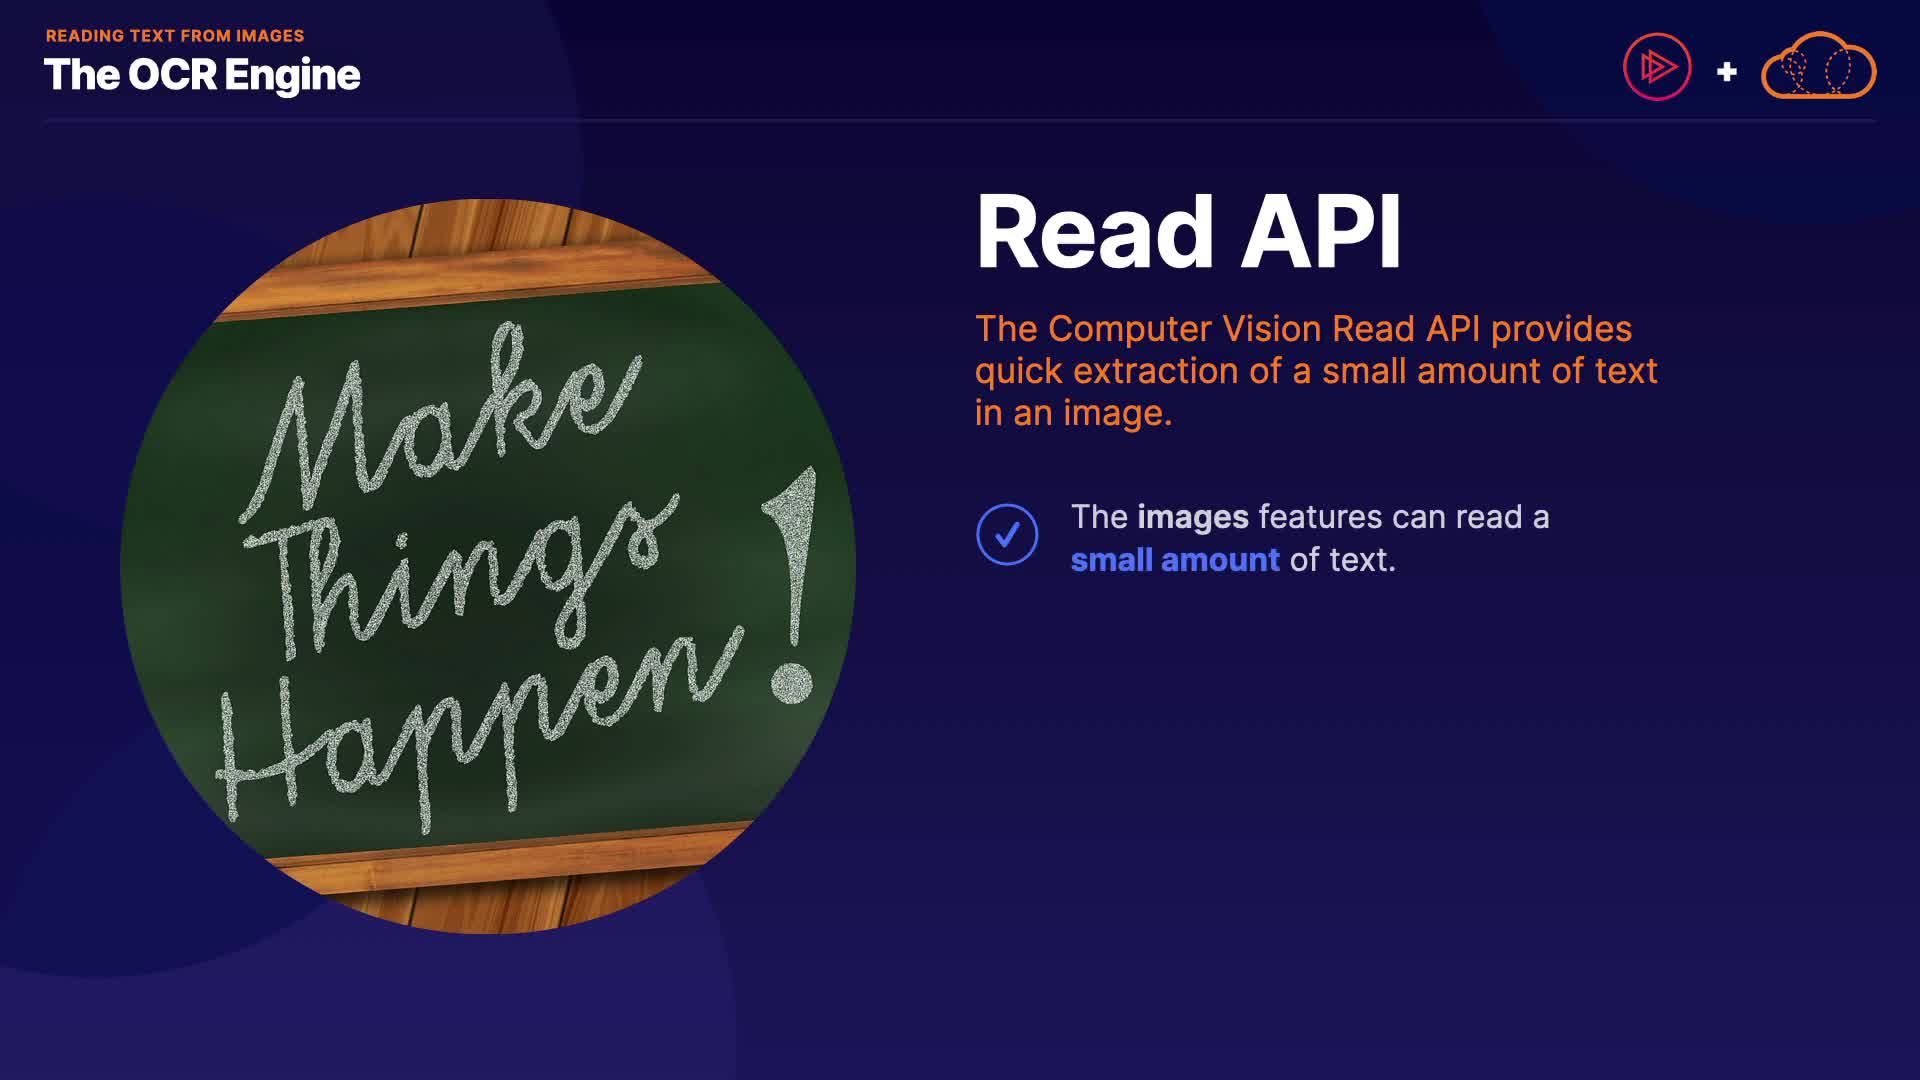 READING TEXT FROM IMAGES
The OCR Engine
Make
Things
Happen!
Read API
The Computer Vision Read API provides
quick extraction of a small amount of text
in an image.
The images features can read a
small amount of text.